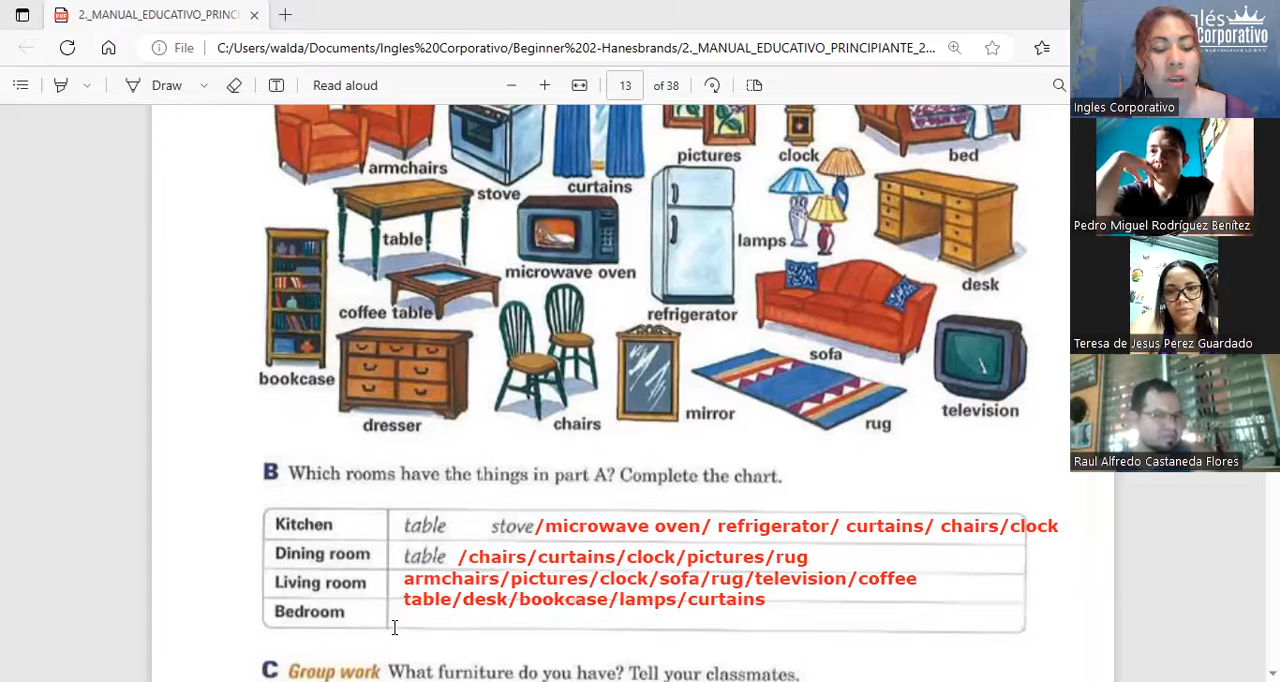 2._MANUAL_EDUCATIVO_PRINCI
File C:/Users/walda/Documents/Ingles%20Corporativo/Beginner%202-Hanesbrands/2._MANUAL_EDUCATIVO_PRINCIPIANTE_2...
Draw
Read aloud
13 of 38
armchairs
stove
curtains
pictures
clock
bed
table
microwave oven
lamps
desk
coffee table
refrigerator
sofa
bookcase
dresser
chairs
mirror
rug
television
B Which rooms have the things in part A? Complete the chart.
Kitchen table stove/microwave oven/ refrigerator/ curtains/ chairs/clock
Dining room table /chairs/curtains/clock/pictures/rug
Living room armchairs/pictures/clock/sofa/rug/television/coffee
table/desk/bookcase/lamps/curtains
Bedroom
C Group work What furniture do you have? Tell your classmates.
Ingles Corporativo
Pedro Miguel Rodríguez Benítez
Teresa de Jesus Perez Guardado
Raul Alfredo Castaneda Flores